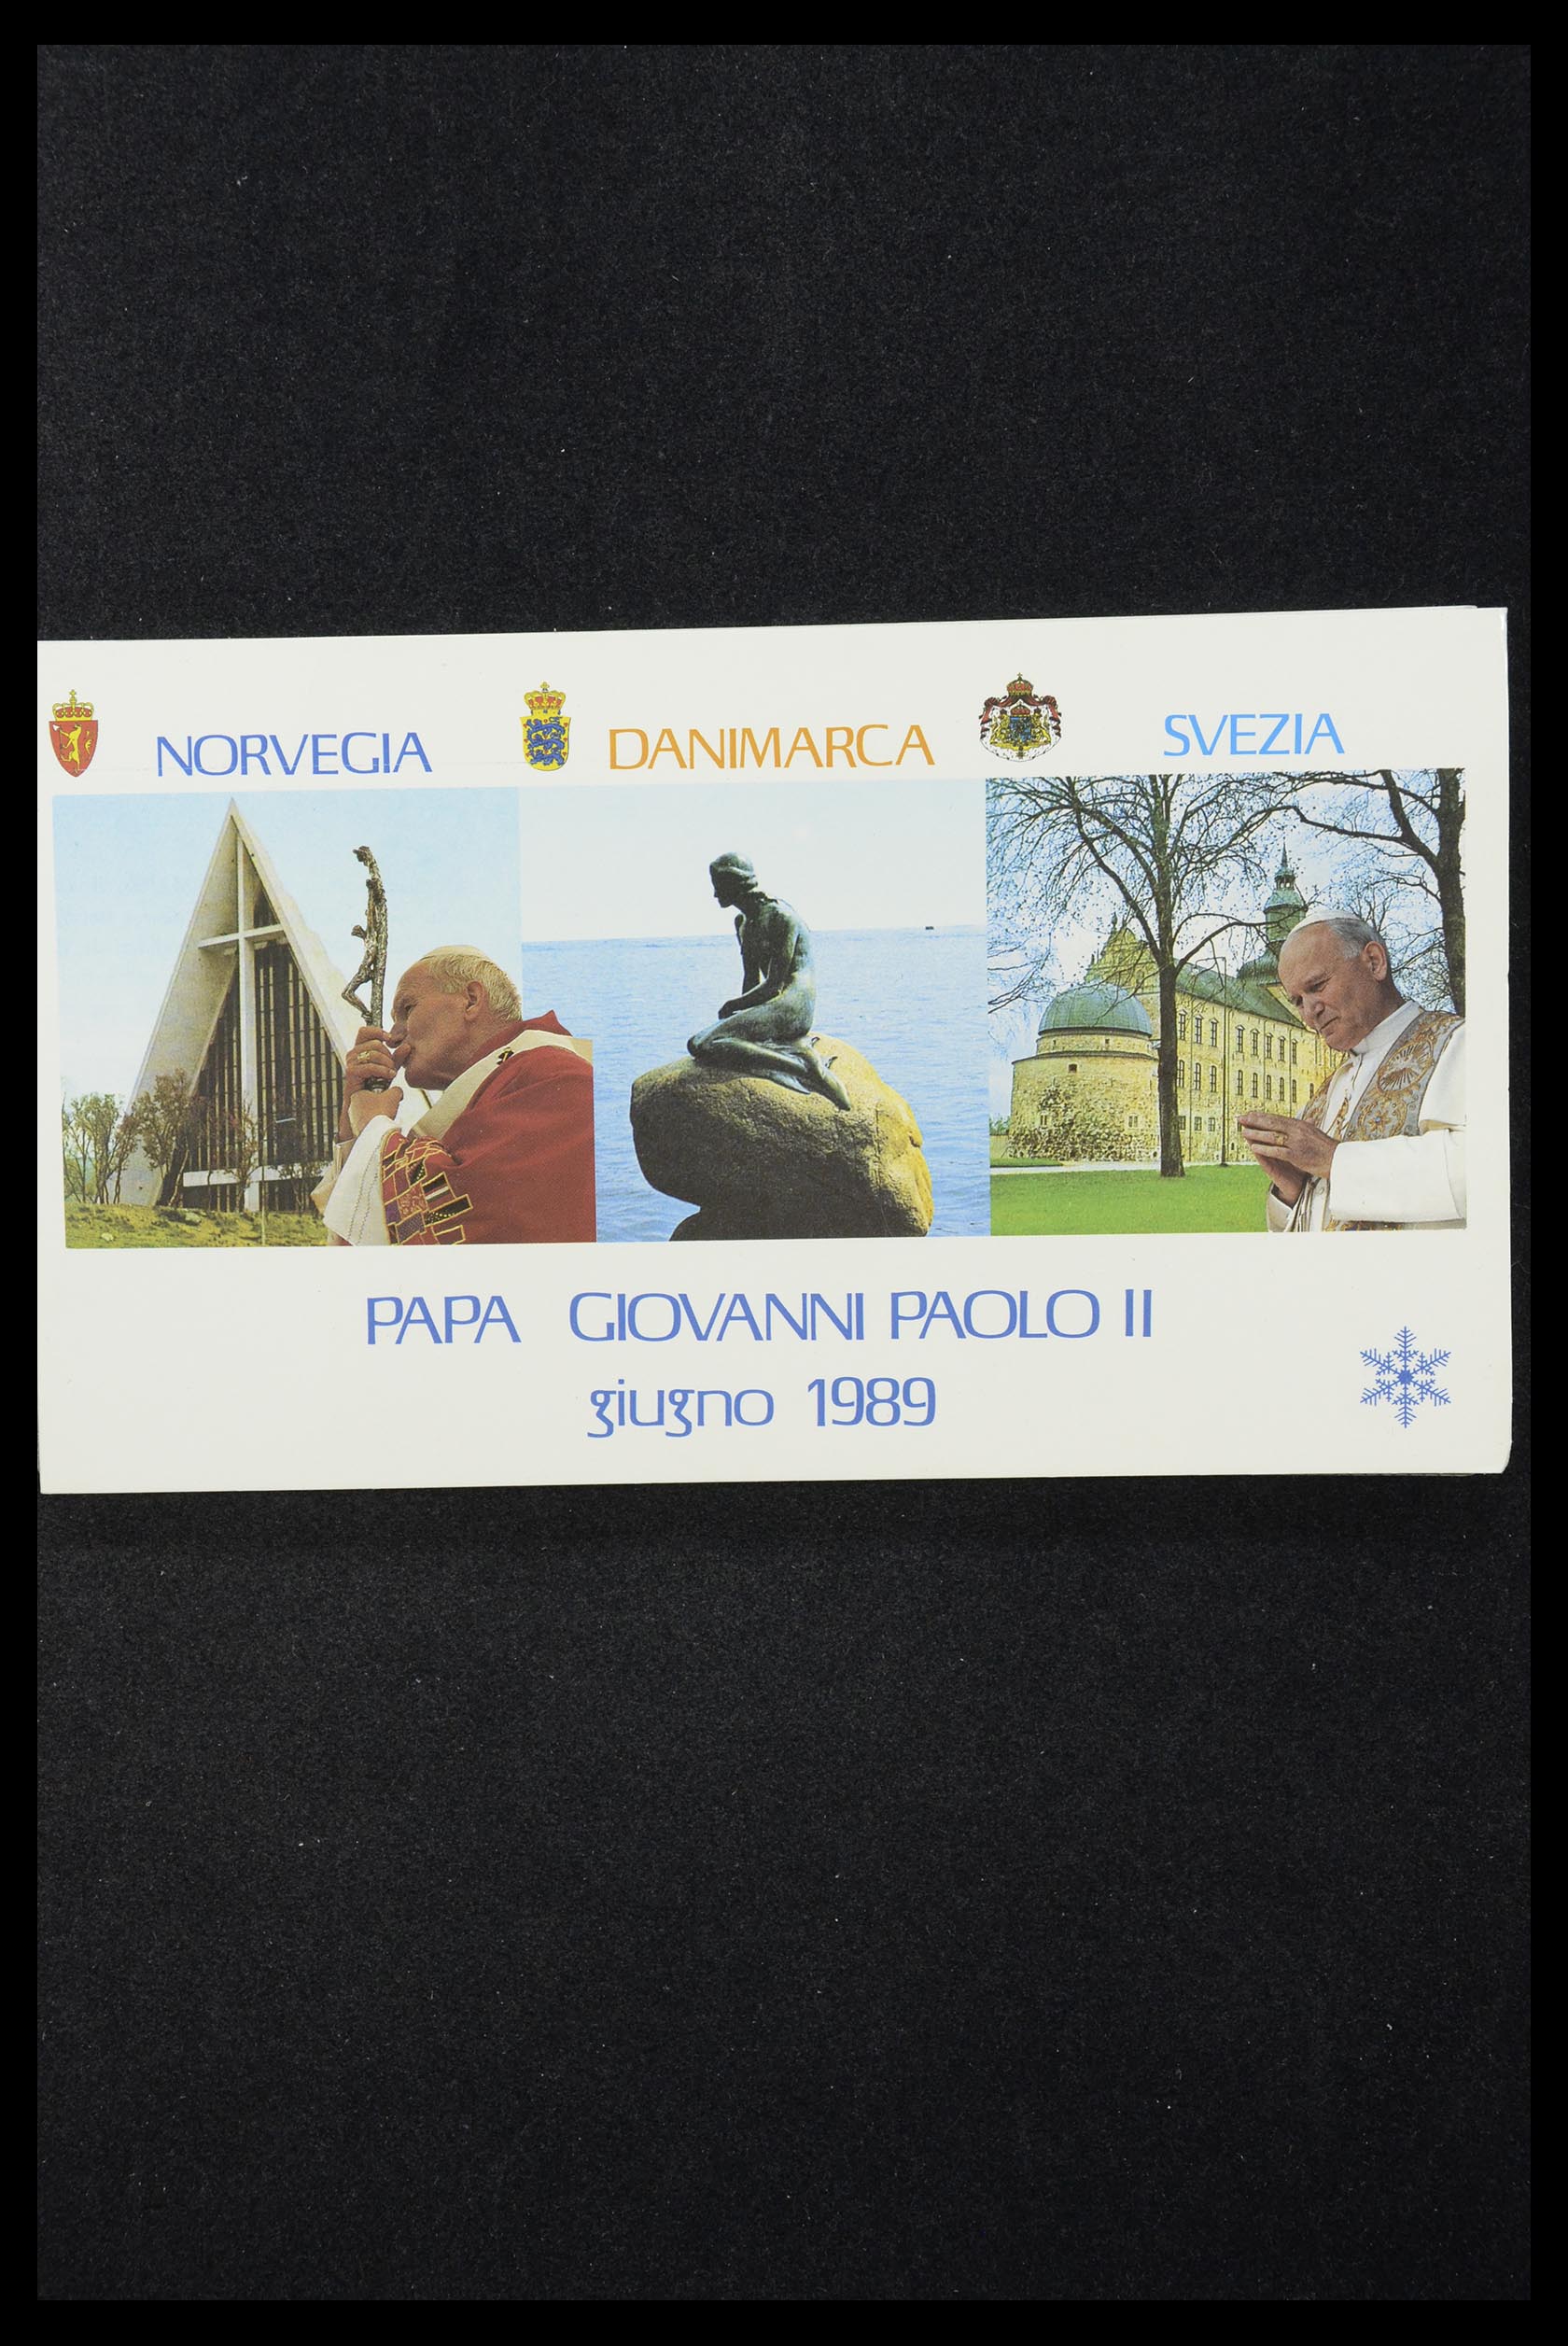 NORVEGIA DANIMARCA SVEZIA
PAPA GIOVANNI PAOLO II
giugno 1989